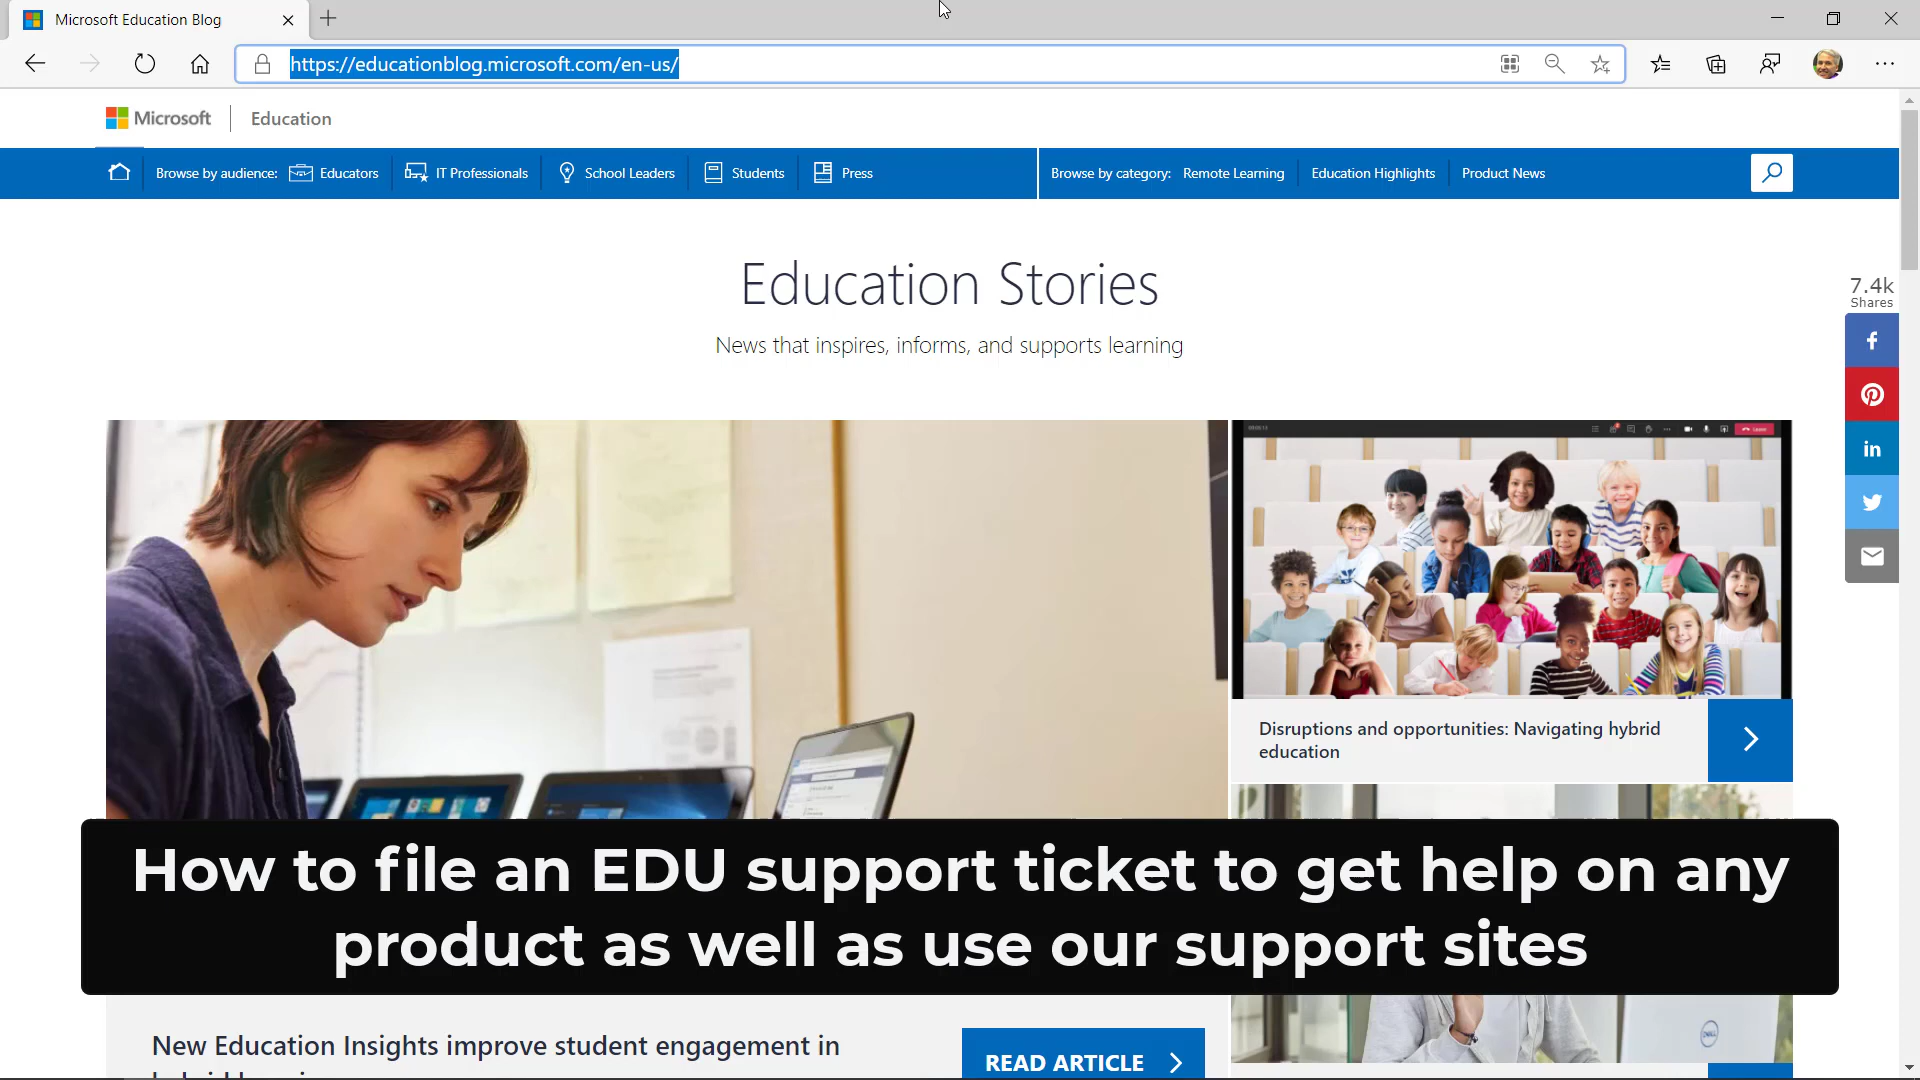 Microsoft Education Blog
https://educationblog.microsoft.com/en-us/
Microsoft
Education
Browse by audience:
Educators
IT Professionals
School Leaders
Students
Press
Browse by category:
Remote Learning
Education Highlights
Product News
Education Stories
News that inspires, informs, and supports learning
7.4k
Shares
Leave
Disruptions and opportunities: Navigating hybrid
education
How to file an EDU support ticket to get help on any
product as well as use our support sites
DELL
New Education Insights improve student engagement in
READ ARTICLE